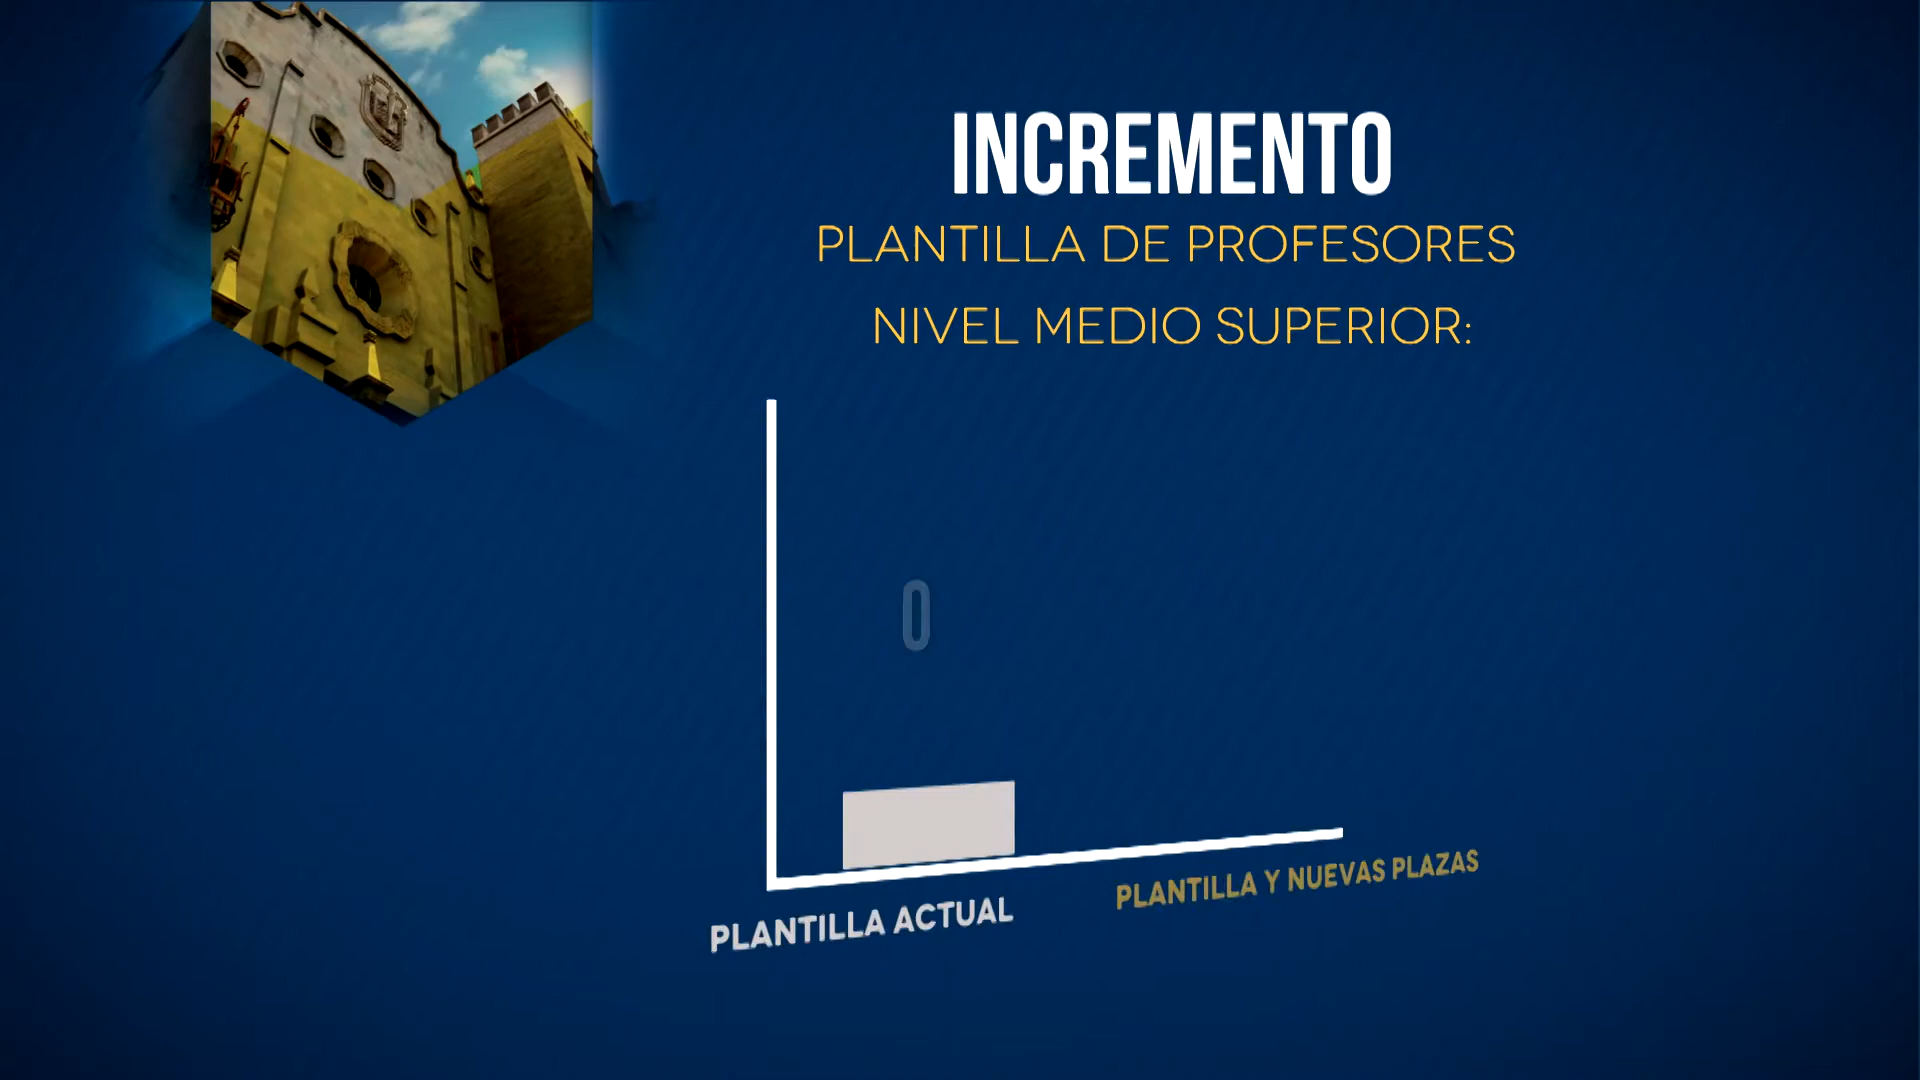 INCREMENTO
PLANTILLA DE PROFESORES
NIVEL MEDIO SUPERIOR:
0
PLANTILLA ACTUAL
PLANTILLA Y NUEVAS PLAZAS